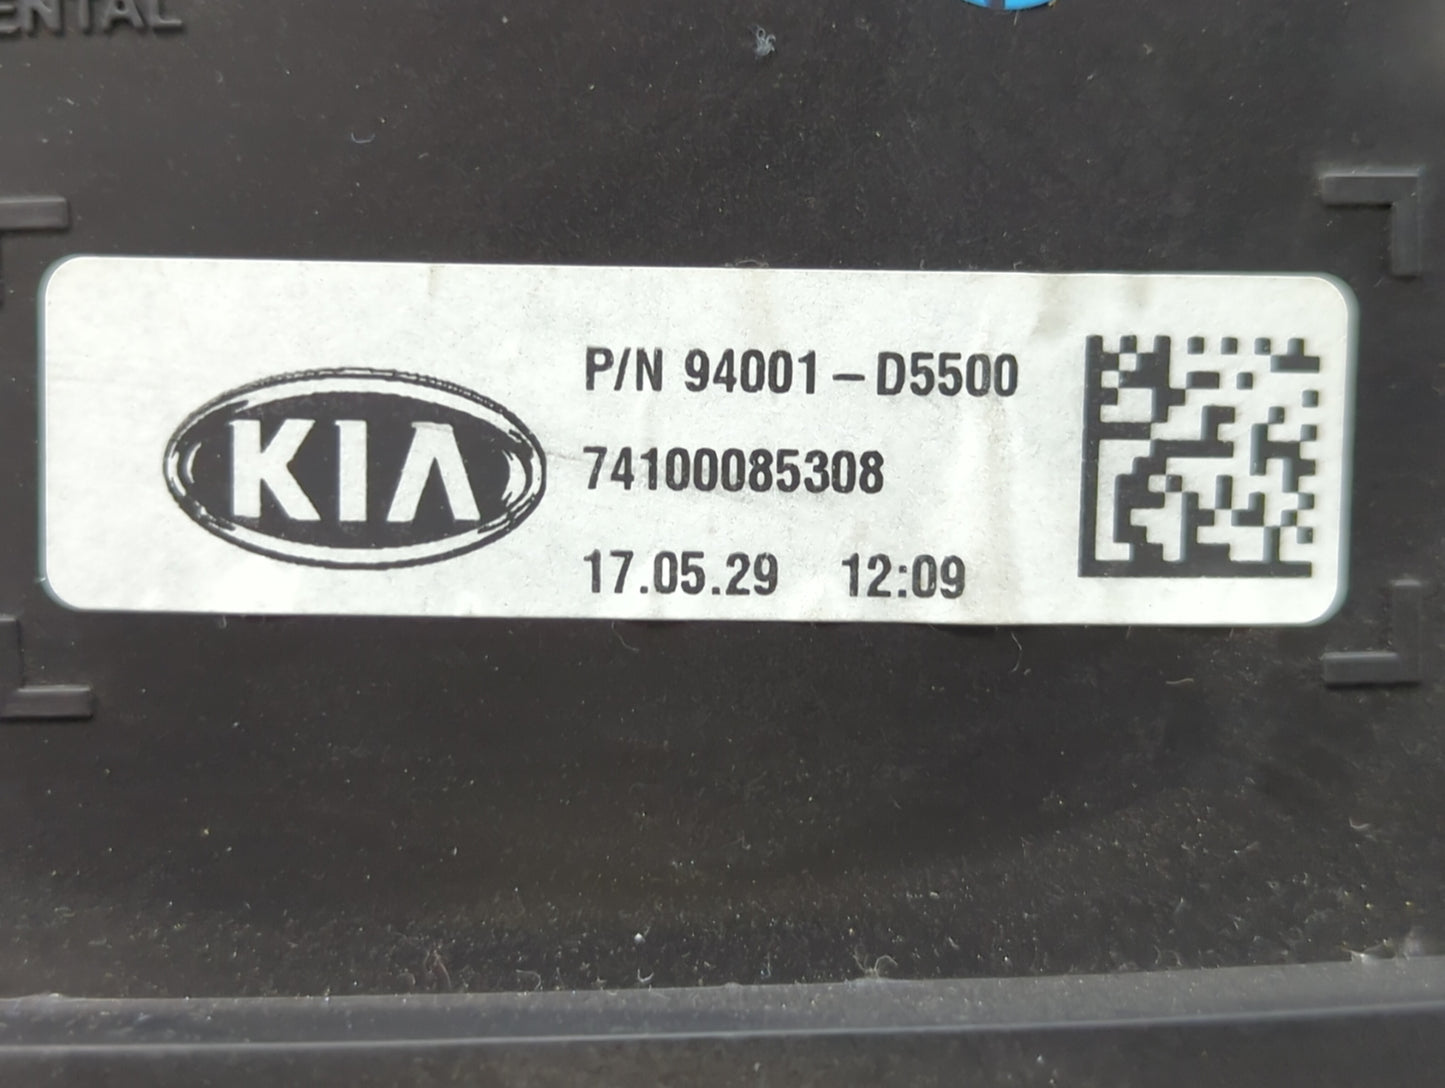 ENTAL
KIA
P/N 94001-D5500
74100085308
17.05.29 12:09